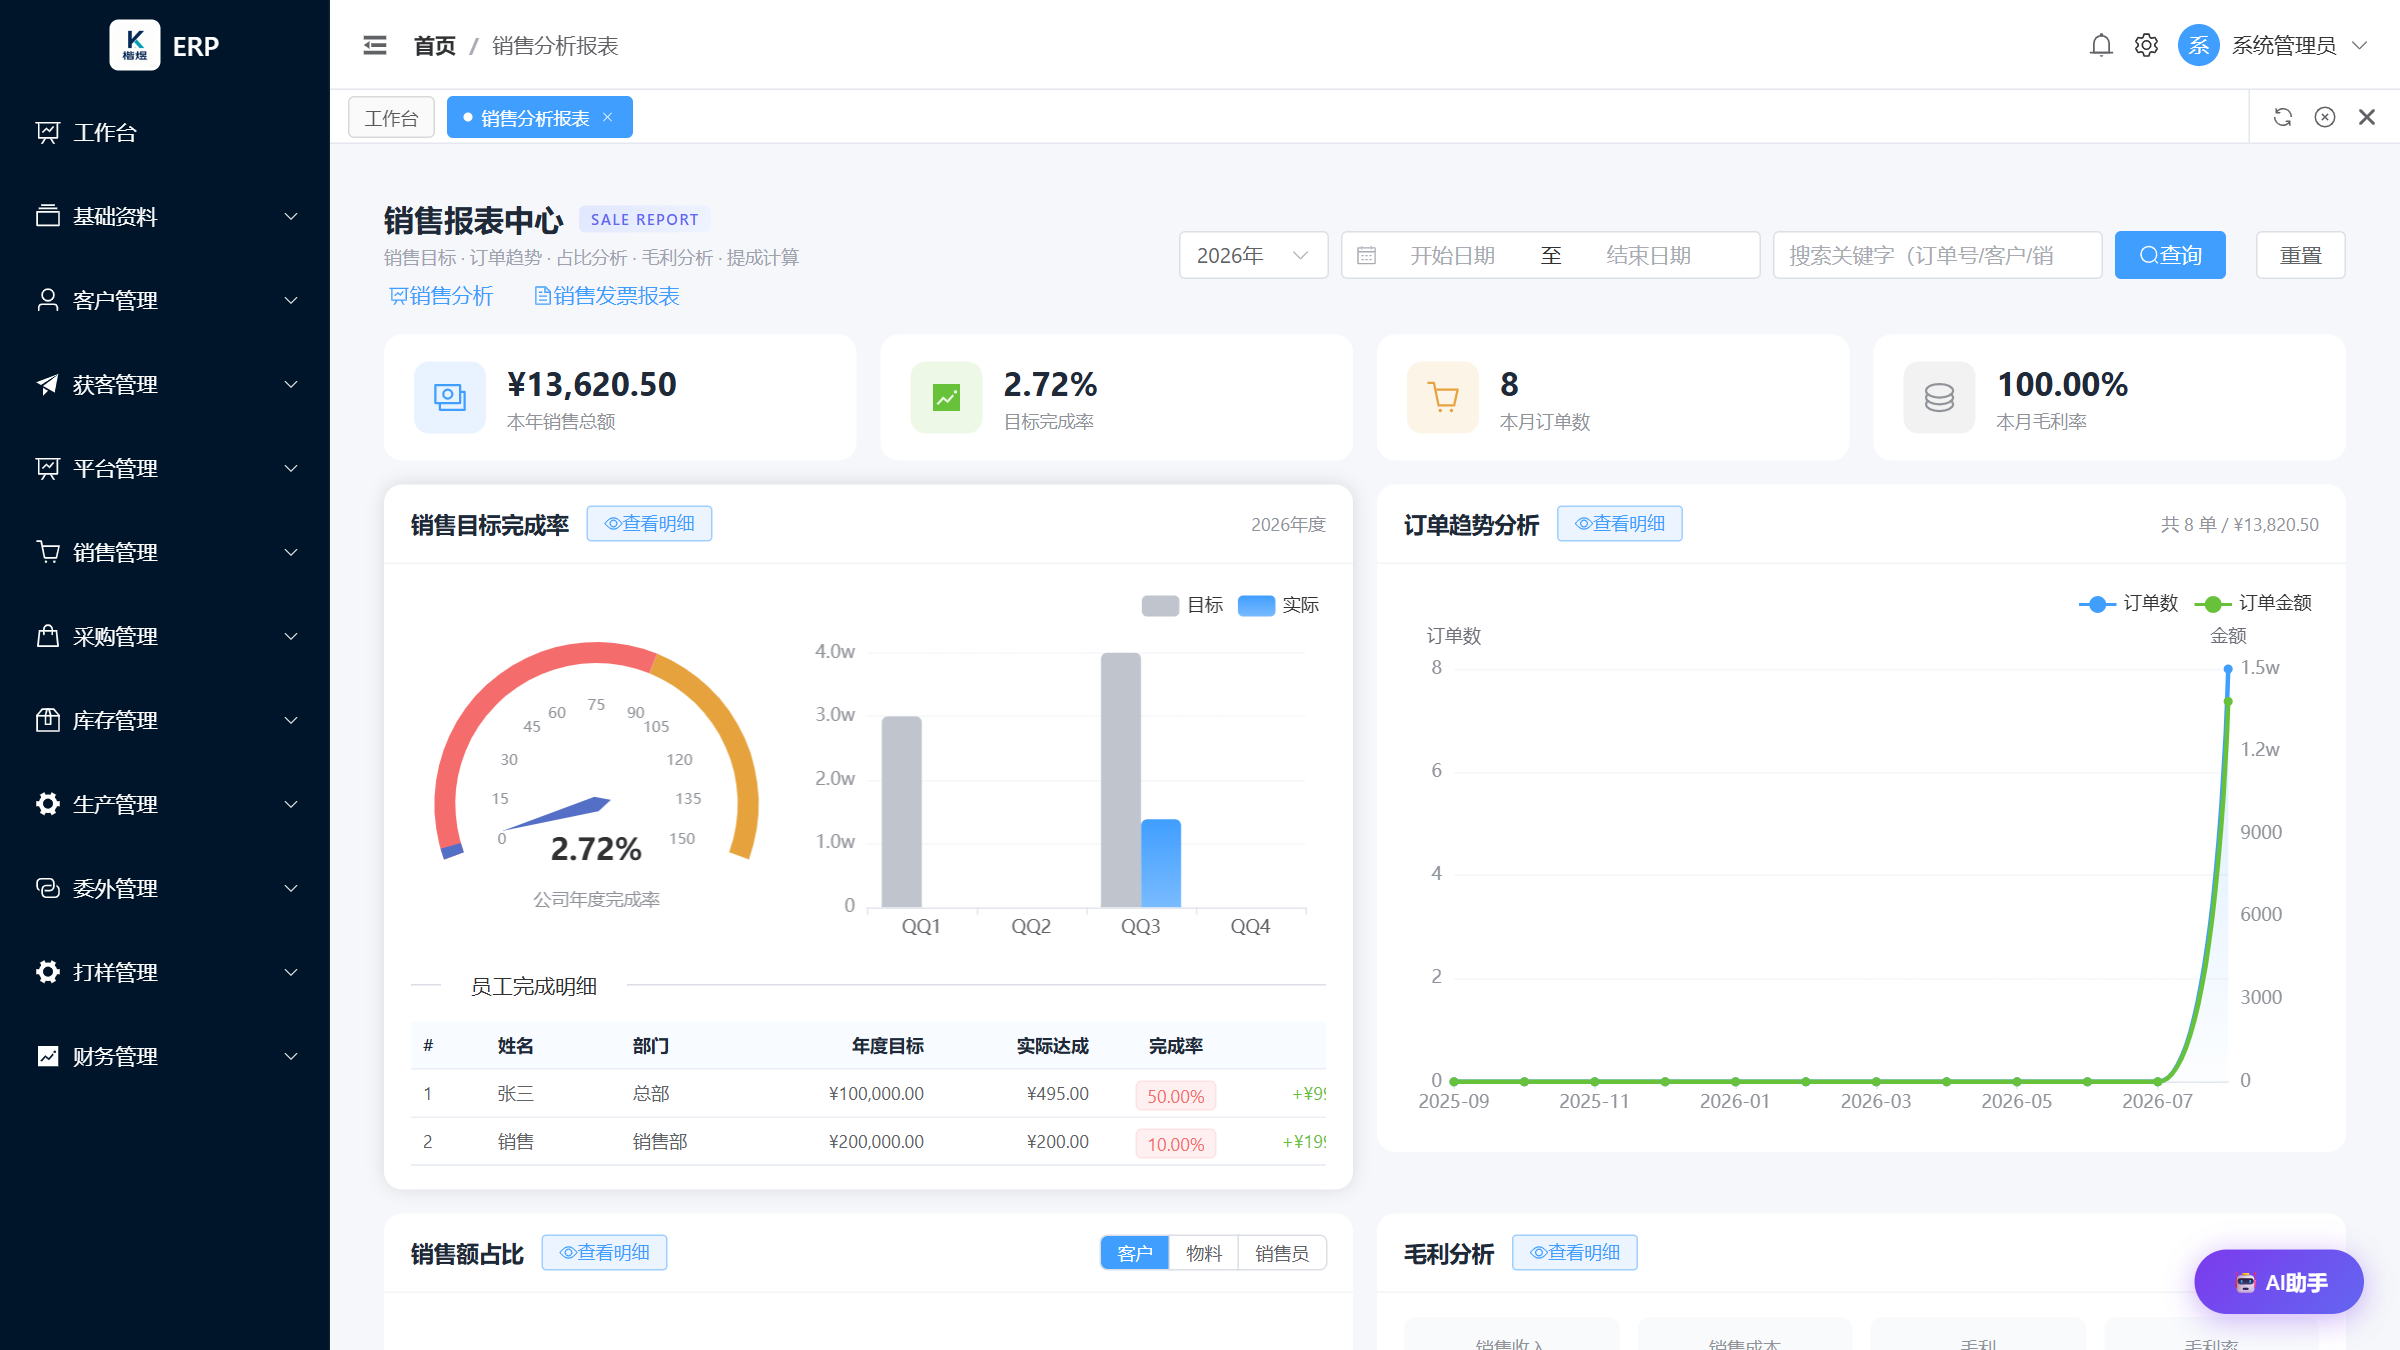 K
楷煜
ERP
工作台
基础资料
客户管理
获客管理
平台管理
销售管理
采购管理
库存管理
生产管理
委外管理
打样管理
财务管理
首页 / 销售分析报表
系 系统管理员
工作台
销售分析报表
销售报表中心 SALE REPORT
销售目标 · 订单趋势 · 占比分析 · 毛利分析 · 提成计算
销售分析 销售发票报表
2026年 开始日期 至 结束日期 搜索关键字（订单号/客户/销 查询 重置
¥13,620.50
本年销售总额
2.72%
目标完成率
8
本月订单数
100.00%
本月毛利率
销售目标完成率 查看明细 2026年度
目标 实际
0
15
30
45
60
75
90
105
120
135
150
2.72%
公司年度完成率
4.0w
3.0w
2.0w
1.0w
0
QQ1 QQ2 QQ3 QQ4
员工完成明细
# 姓名 部门 年度目标 实际达成 完成率
1 张三 总部 ¥100,000.00 ¥495.00 50.00% +¥99
2 销售 销售部 ¥200,000.00 ¥200.00 10.00% +¥199
订单趋势分析 查看明细 共 8 单 / ¥13,820.50
订单数 订单金额
订单数 金额
8
6
4
2
0
1.5w
1.2w
9000
6000
3000
0
2025-09 2025-11 2026-01 2026-03 2026-05 2026-07
销售额占比 查看明细 客户 物料 销售员
毛利分析 查看明细
销售收入 销售成本 毛利 毛利率
AI助手